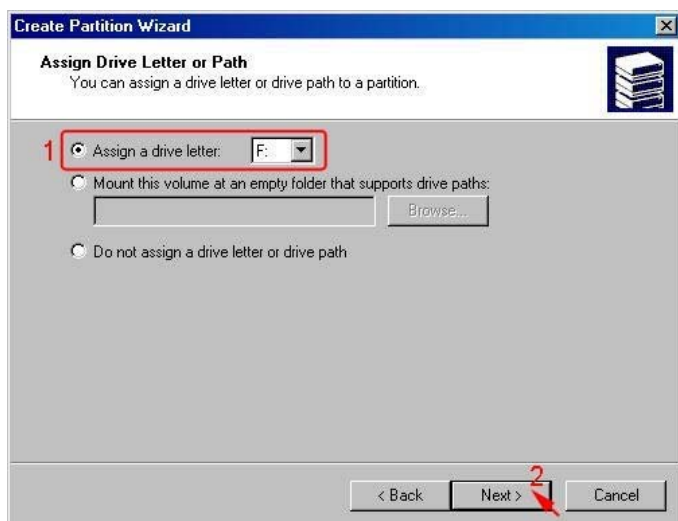 Create Partition Wizard
Assign Drive Letter or Path
You can assign a drive letter or drive path to a partition.
1 Assign a drive letter: F:
Mount this volume at an empty folder that supports drive paths:
Browse...
Do not assign a drive letter or drive path
2
< Back Next > Cancel